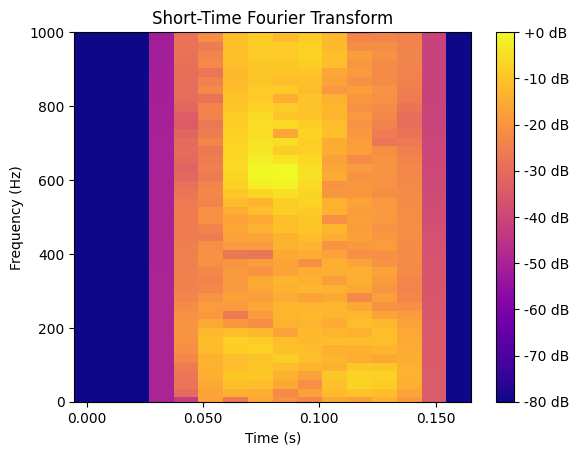 Short-Time Fourier Transform
1000
800
600
400
200
0
Frequency (Hz)
0.000
0.050
0.100
0.150
Time (s)
+0 dB
-10 dB
-20 dB
-30 dB
-40 dB
-50 dB
-60 dB
-70 dB
-80 dB